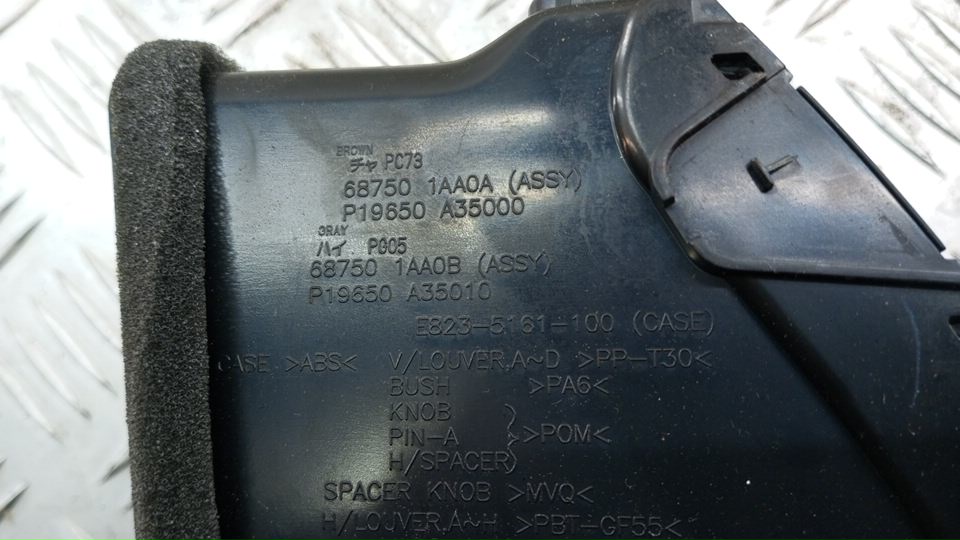 BROWN
チャ PC73
68750 1AA0A (ASSY)
P19650 A35000
GRAY
ハイ PG05
68750 1AA0B (ASSY)
P19650 A35010
E823-5161-100 (CASE)
CASE >ABS< V/LOUVER,A~D >PP-T30<
BUSH >PA6<
KNOB
PIN-A >POM<
H/SPACER
SPACER KNOB >MVQ<
H/LOUVER,A~H >PBT-GF55<